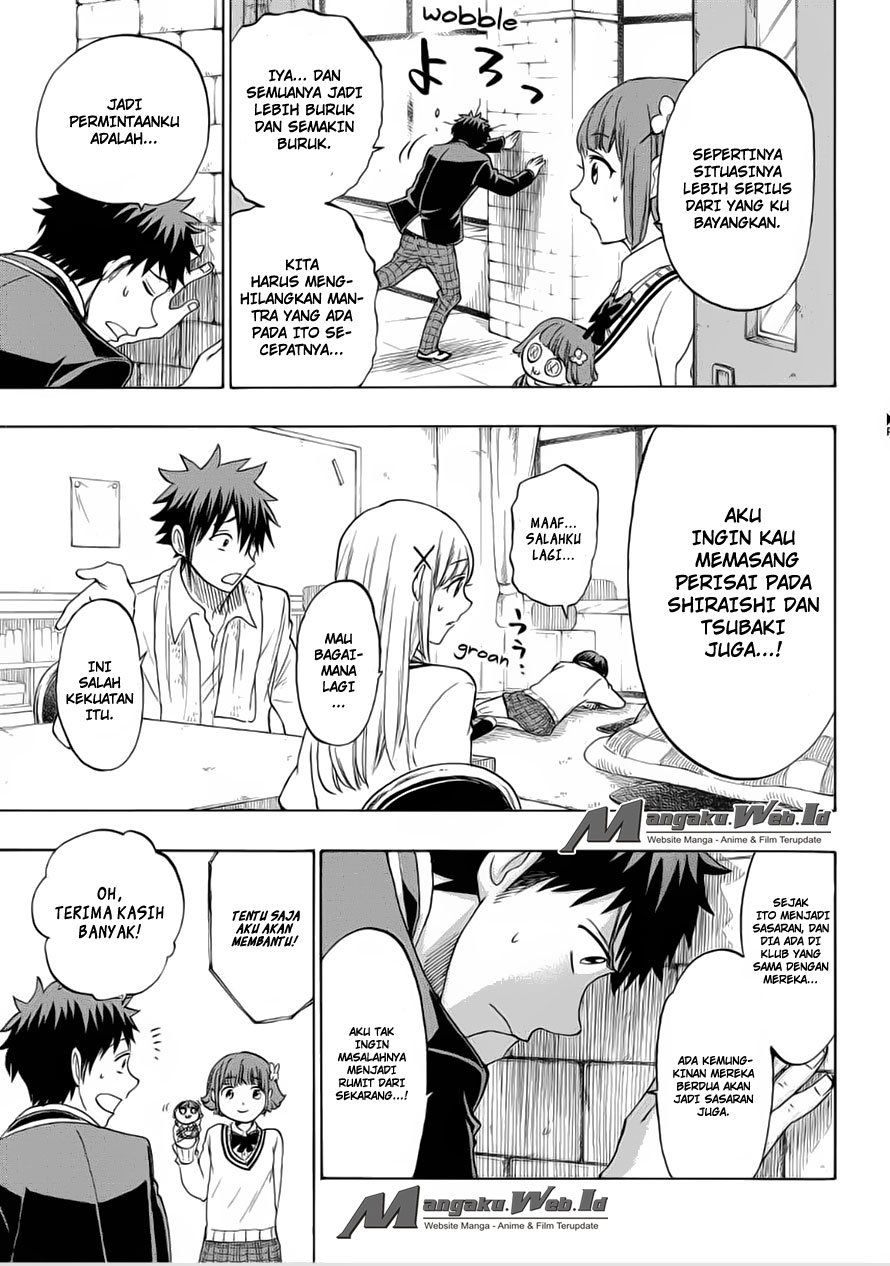 SEPERTINYA
SITUASINYA
LEBIH SERIUS
DARI YANG KU
BAYANGKAN.
wobble
よろっ
IYA... DAN
SEMUANYA JADI
LEBIH BURUK
DAN SEMAKIN
BURUK.
KITA
HARUS MENG-
HILANGKAN MAN-
TRA YANG ADA
PADA ITO SE-
CEPATNYA...
JADI
PERMINTAANKU
ADALAH...
AKU
INGIN KAU
MEMASANG
PERISAI PADA
SHIRAISHI DAN
TSUBAKI
JUGA...!
MAAF...
SALAHKU
LAGI...
うう...
groan
MAU
BAGAI-
MANA
LAGI
...
INI
SALAH
KEKUATAN
ITU.
Mangaku.Web.Id
Website Manga - Anime & Film Terupdate
SEJAK
ITO MENJADI
SASARAN, DAN
DIA ADA DI
KLUB YANG
SAMA DENGAN
MEREKA...
ADA KEMUNG-
KINAN MEREKA
BERDUA AKAN
JADI SASARAN
JUGA.
AKU TAK
INGIN
MASALAHNYA
MENJADI
RUMIT DARI
SEKARANG...!
TENTU SAJA
AKU AKAN
MEMBANTU!
OH,
TERIMA KASIH
BANYAK!
Mangaku.Web.Id
Website Manga - Anime & Film Terupdate